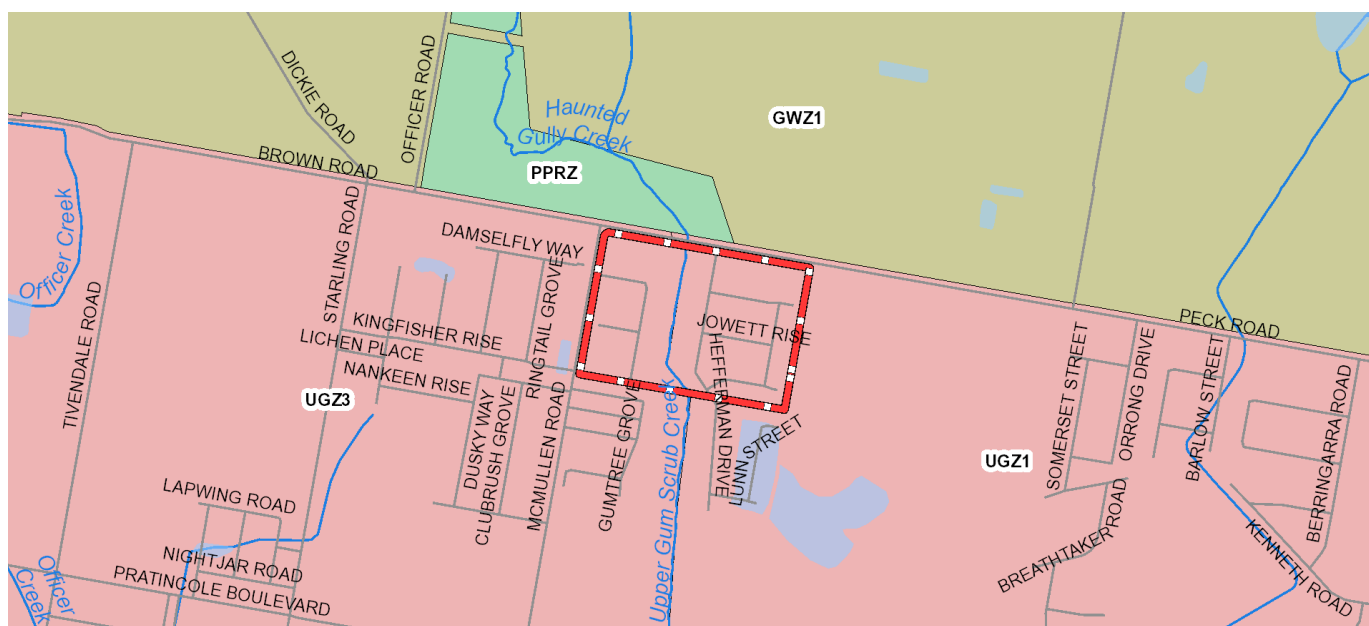 DICKIE ROAD
OFFICER ROAD
Haunted
Gully Creek
GWZ1
BROWN ROAD
PPRZ
Officer Creek
TIVENDALE ROAD
STARLING ROAD
DAMSELFLY WAY
RINGTAIL GROVE
KINGFISHER RISE
LICHEN PLACE
NANKEEN RISE
UGZ3
JOWETT RISE
HEFFERMAN DRIVE
PECK ROAD
SOMERSET STREET
ORRONG DRIVE
BARLOW STREET
BERRINGARRA ROAD
DUSKY WAY
CLUBRUSH GROVE
MCMULLEN ROAD
GUMTREE GROVE
Upper Gum Scrub Creek
LUNN STREET
UGZ1
LAPWING ROAD
NIGHTJAR ROAD
PRATINCOLE BOULEVARD
Officer
Creek
BREATHTAKER ROAD
KENNETH ROAD